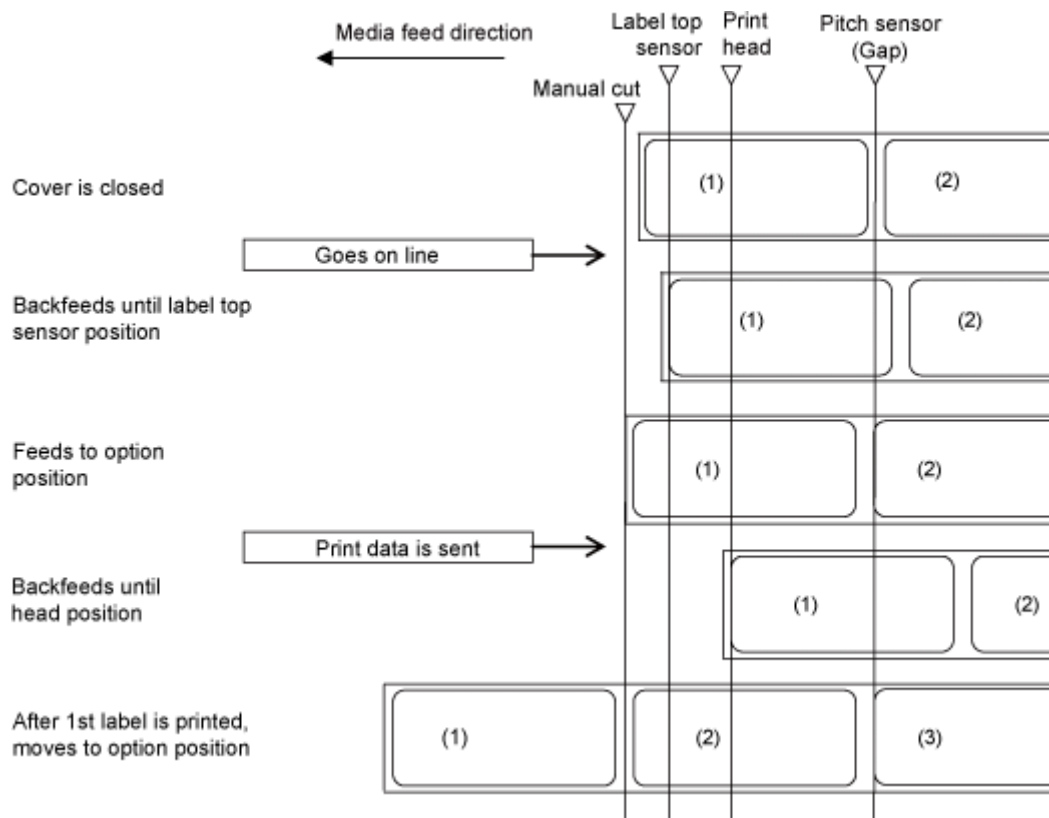 Media feed direction
Label top
sensor
Print
head
Pitch sensor
(Gap)
Manual cut
Cover is closed
(1)
(2)
Goes on line
Backfeeds until label top
sensor position
(1)
(2)
Feeds to option
position
(1)
(2)
Print data is sent
Backfeeds until
head position
(1)
(2)
After 1st label is printed,
moves to option position
(1)
(2)
(3)